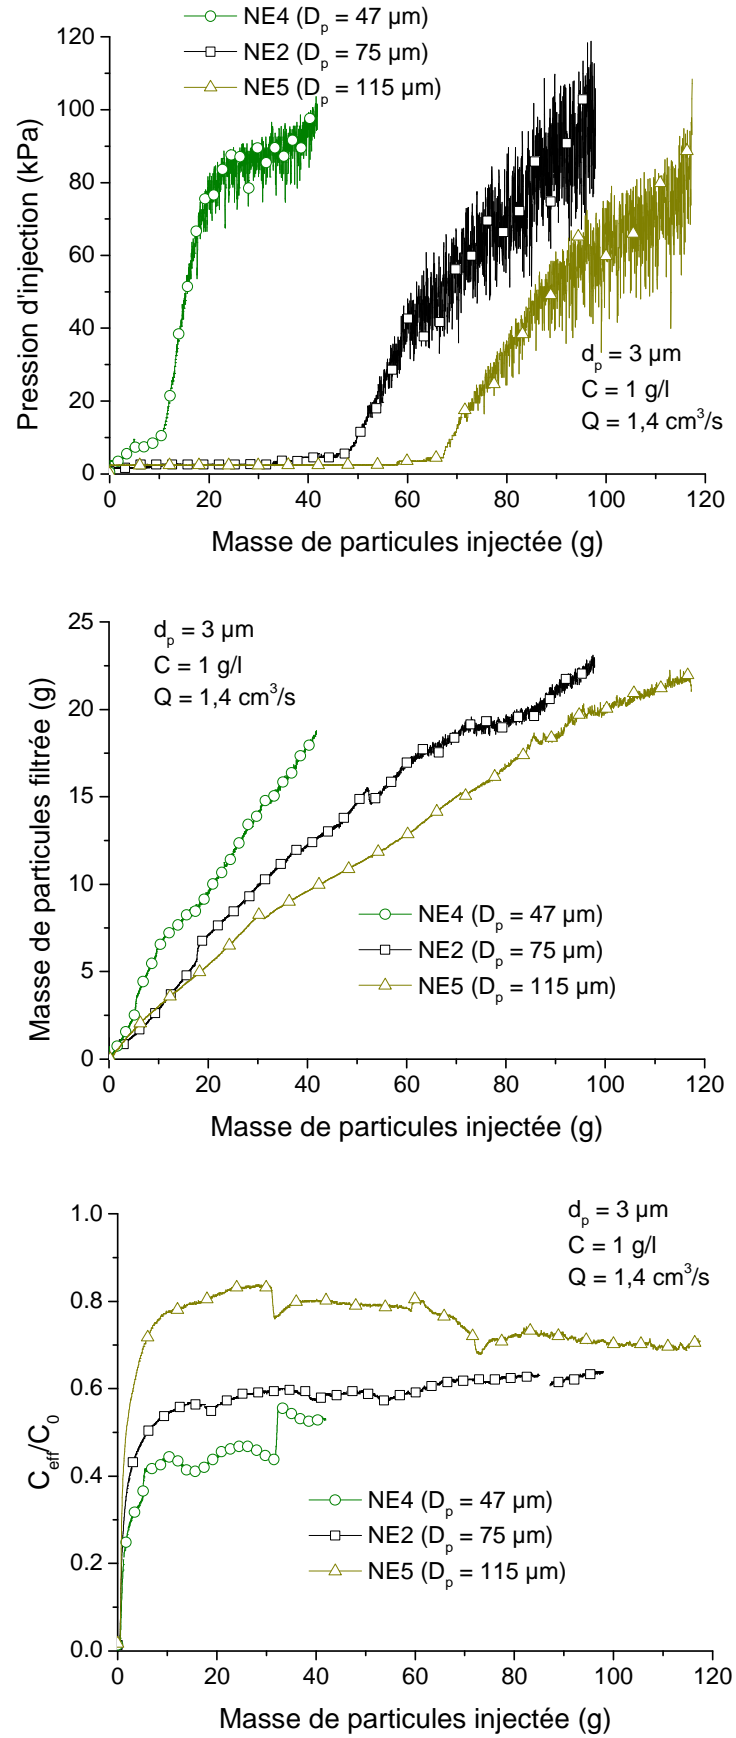 NE4 (Dp = 47 µm)
NE2 (Dp = 75 µm)
NE5 (Dp = 115 µm)
120
100
80
60
40
20
0
Pression d'injection (kPa)
dp = 3 µm
C = 1 g/l
Q = 1,4 cm³/s
0 20 40 60 80 100 120
Masse de particules injectée (g)
25
20
15
10
5
0
Masse de particules filtrée (g)
dp = 3 µm
C = 1 g/l
Q = 1,4 cm³/s
NE4 (Dp = 47 µm)
NE2 (Dp = 75 µm)
NE5 (Dp = 115 µm)
0 20 40 60 80 100 120
Masse de particules injectée (g)
1.0
0.8
0.6
0.4
0.2
0.0
Ceff/C0
dp = 3 µm
C = 1 g/l
Q = 1,4 cm³/s
NE4 (Dp = 47 µm)
NE2 (Dp = 75 µm)
NE5 (Dp = 115 µm)
0 20 40 60 80 100 120
Masse de particules injectée (g)